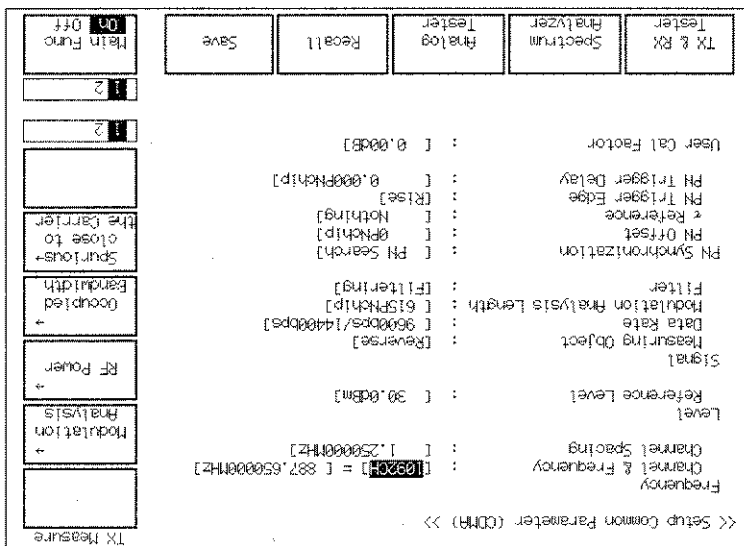 TX Measure
<< Setup Common Parameter (CDMA) >>
Frequency
Channel & Frequency : [1092CH] = [ 887.650000MHz]
Channel Spacing : [ 1.250000MHz]
Level
Reference Level : [ 30.0dBm]
Signal
Measuring Object : [Reverse]
Data Rate : [ 9600bps/14400bps]
Modulation Analysis Length : [ 615PNchip]
Filter : [Filtering]
PN Synchronization : [ PN Search]
PN Offset : [ 0PNchip]
τ Reference : [ Nothing]
PN Trigger Edge : [Rise]
PN Trigger Delay : [ 0.000PNchip]
User Cal Factor : [ 0.00dB]
→
Modulation
Analysis
→
RF Power
→
Occupied
Bandwidth
Spurious→
close to
the Carrier
1 2
1 2
TX & RX
Tester
Spectrum
Analyzer
Analog
Tester
Recall
Save
Main Func
On Off